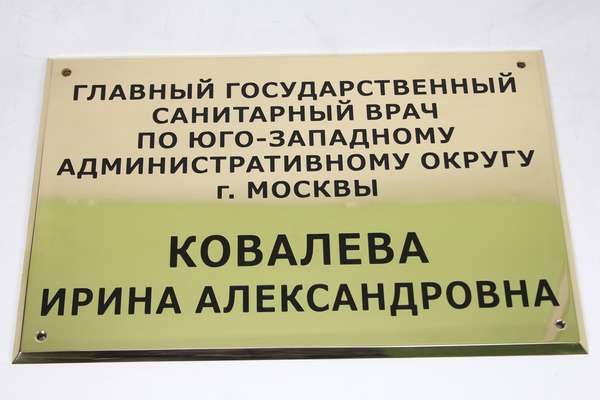 ГЛАВНЫЙ ГОСУДАРСТВЕННЫЙ
САНИТАРНЫЙ ВРАЧ
ПО ЮГО-ЗАПАДНОМУ
АДМИНИСТРАТИВНОМУ ОКРУГУ
г. МОСКВЫ
КОВАЛЕВА
ИРИНА АЛЕКСАНДРОВНА